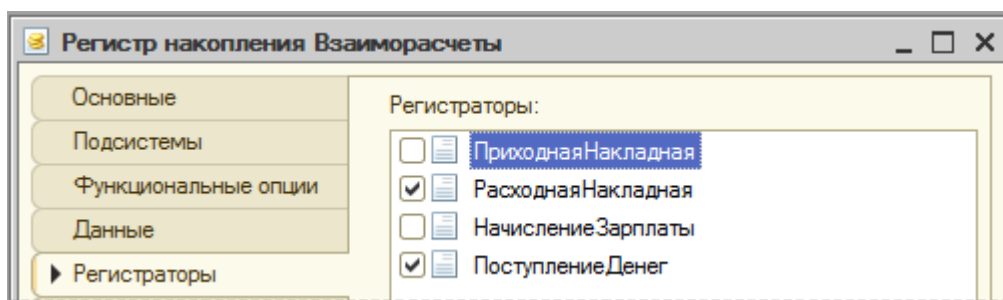 Регистр накопления Взаиморасчеты
Основные
Подсистемы
Функциональные опции
Данные
Регистраторы
Регистраторы:
ПриходнаяНакладная
РасходнаяНакладная
НачислениеЗарплаты
ПоступлениеДенег